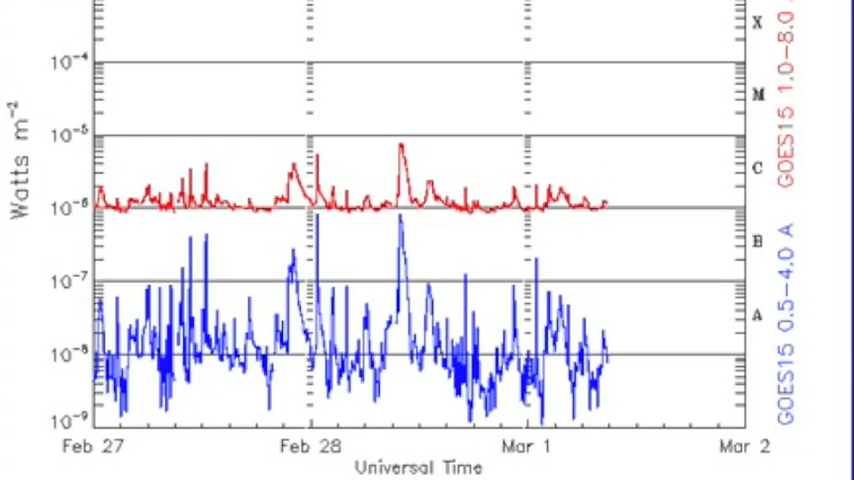 X
10⁻⁴
M
10⁻⁵
C
10⁻⁶
B
10⁻⁷
A
10⁻⁸
10⁻⁹
Watts m⁻²
GOES15 1.0-8.0
GOES15 0.5-4.0 A
Feb 27 Feb 28 Mar 1 Mar 2
Universal Time